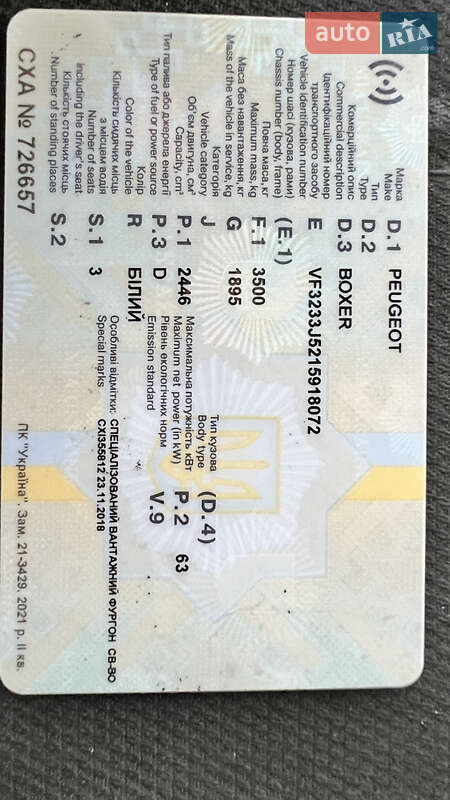 auto RIA.com
Марка D.1 PEUGEOT
Make
Тип D.2
Type
Комерційний опис D.3 BOXER
Commercial description
Ідентифікаційний номер E VF3233J5215918072
транспортного засобу
Vehicle identification number
Номер шасі (кузова, рами) (E.1)
Chassis number (body, frame)
Повна маса, кг F.1 3500
Maximum mass, kg
Маса без навантаження, кг G 1895
Mass of the vehicle in service, kg
Категорія J Тип кузова (D.4)
Vehicle category Body type
Об'єм двигуна, см³ P.1 2446 Максимальна потужність кВт P.2 63
Capacity, cm³ Maximum net power (in kW)
Тип палива або джерела енергії P.3 D Рівень екологічних норм V.9
Type of fuel or power source Emission standard
Колір R БІЛИЙ
Color of the vehicle
Кількість сидячих місць S.1 3 Особливі відмітки: СПЕЦІАЛІЗОВАНИЙ ВАНТАЖНИЙ ФУРГОН СВ-ВО
з місцем водія Special marks СХІ355812 23.11.2018
Number of seats
including the driver's seat
Кількість стоячих місць S.2
Number of standing places
СХА № 726657
ПК "Україна". Зам. 21-3429. 2021 р. II кв.